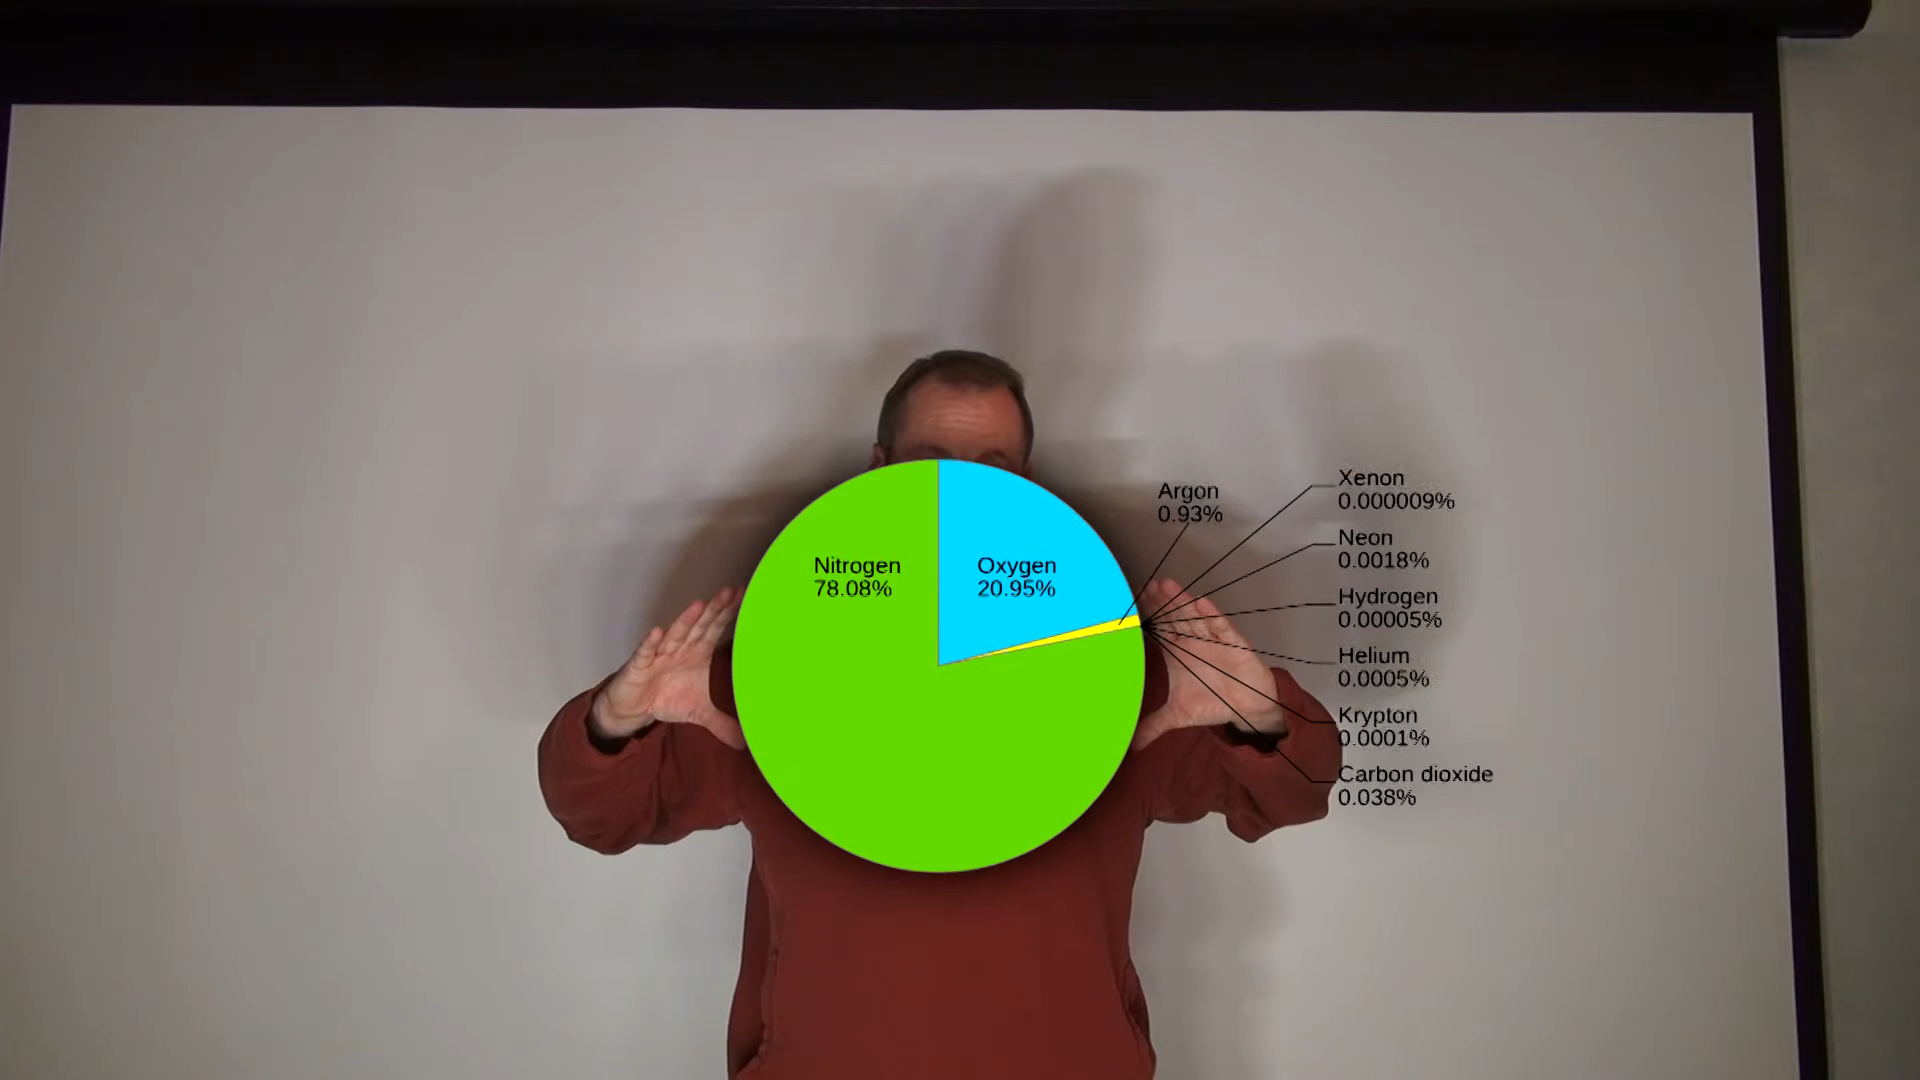 Nitrogen
78.08%
Oxygen
20.95%
Argon
0.93%
Xenon
0.000009%
Neon
0.0018%
Hydrogen
0.00005%
Helium
0.0005%
Krypton
0.0001%
Carbon dioxide
0.038%